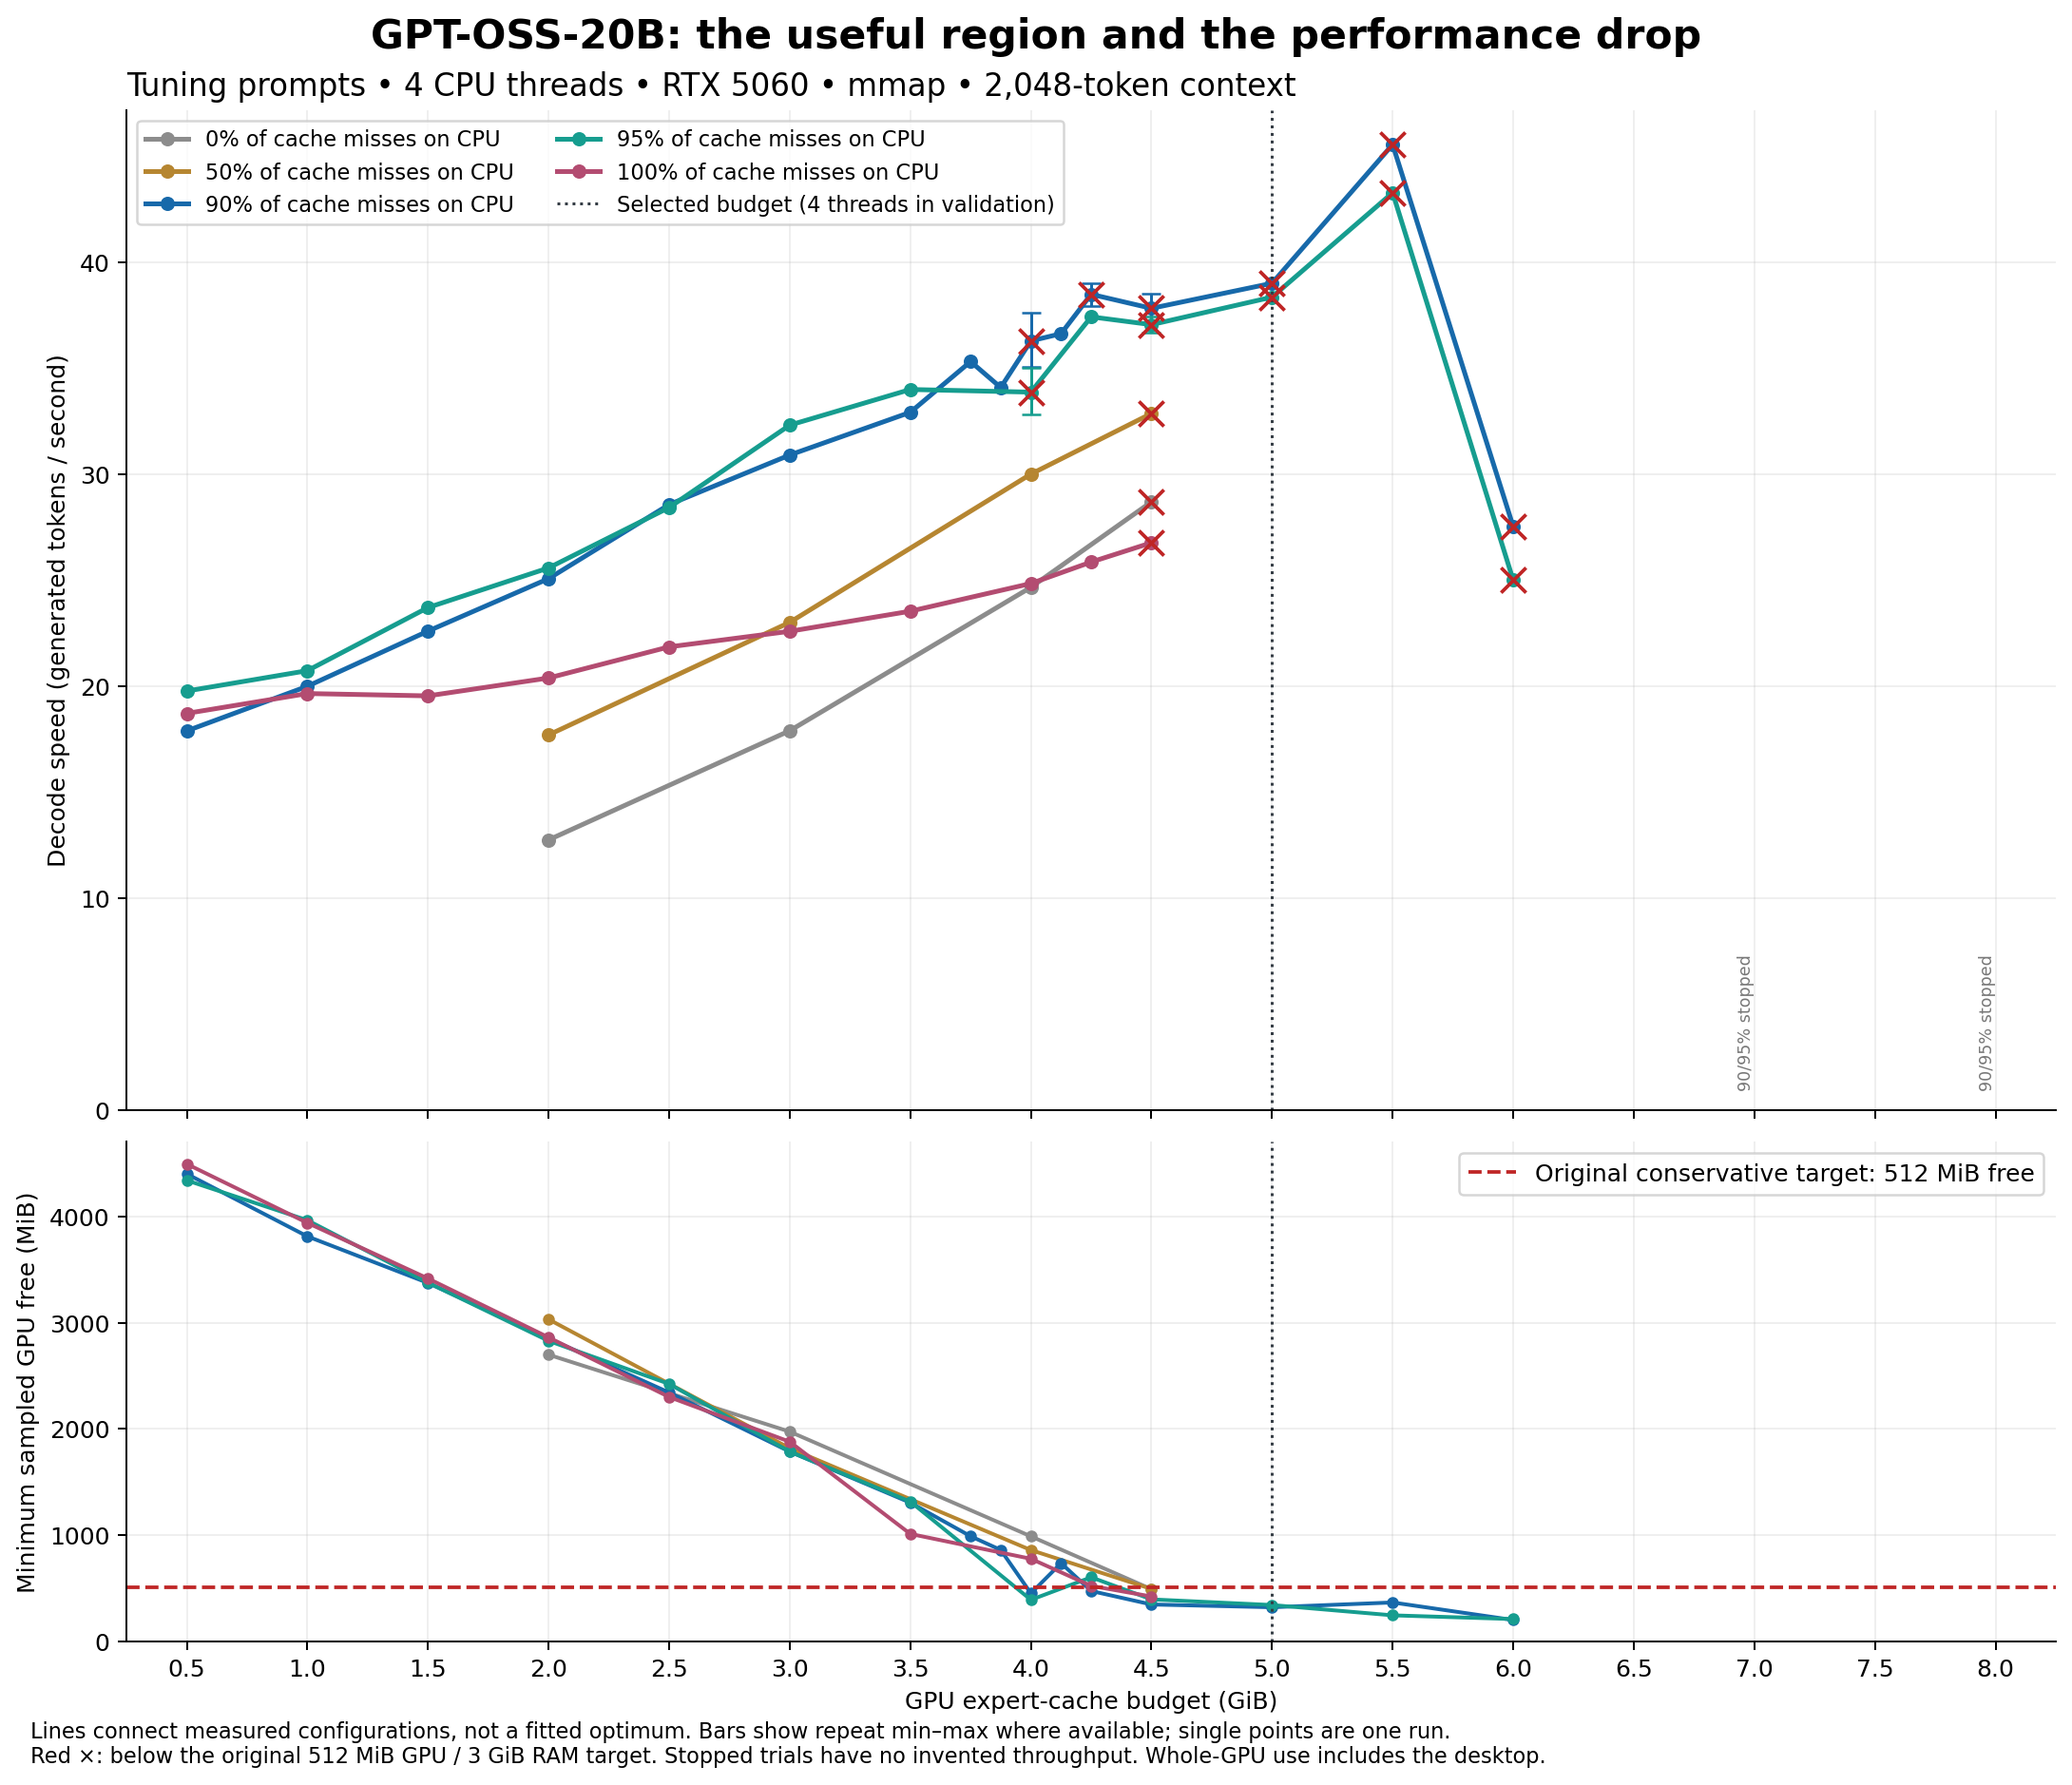 GPT-OSS-20B: the useful region and the performance drop
Tuning prompts • 4 CPU threads • RTX 5060 • mmap • 2,048-token context
0% of cache misses on CPU
50% of cache misses on CPU
90% of cache misses on CPU
95% of cache misses on CPU
100% of cache misses on CPU
Selected budget (4 threads in validation)
Decode speed (generated tokens / second)
40
30
20
10
0
90/95% stopped
90/95% stopped
Original conservative target: 512 MiB free
Minimum sampled GPU free (MiB)
4000
3000
2000
1000
0
0.5 1.0 1.5 2.0 2.5 3.0 3.5 4.0 4.5 5.0 5.5 6.0 6.5 7.0 7.5 8.0
GPU expert-cache budget (GiB)
Lines connect measured configurations, not a fitted optimum. Bars show repeat min–max where available; single points are one run.
Red ×: below the original 512 MiB GPU / 3 GiB RAM target. Stopped trials have no invented throughput. Whole-GPU use includes the desktop.